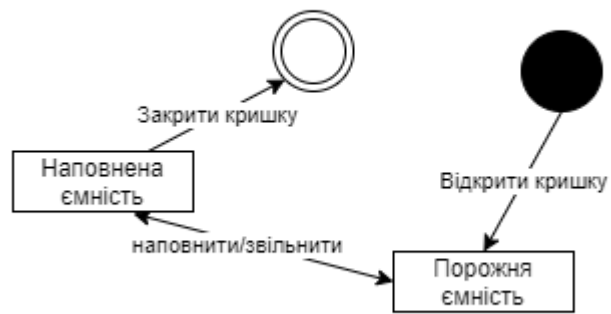 Закрити кришку
Наповнена
ємність
Відкрити кришку
наповнити/звільнити
Порожня
ємність